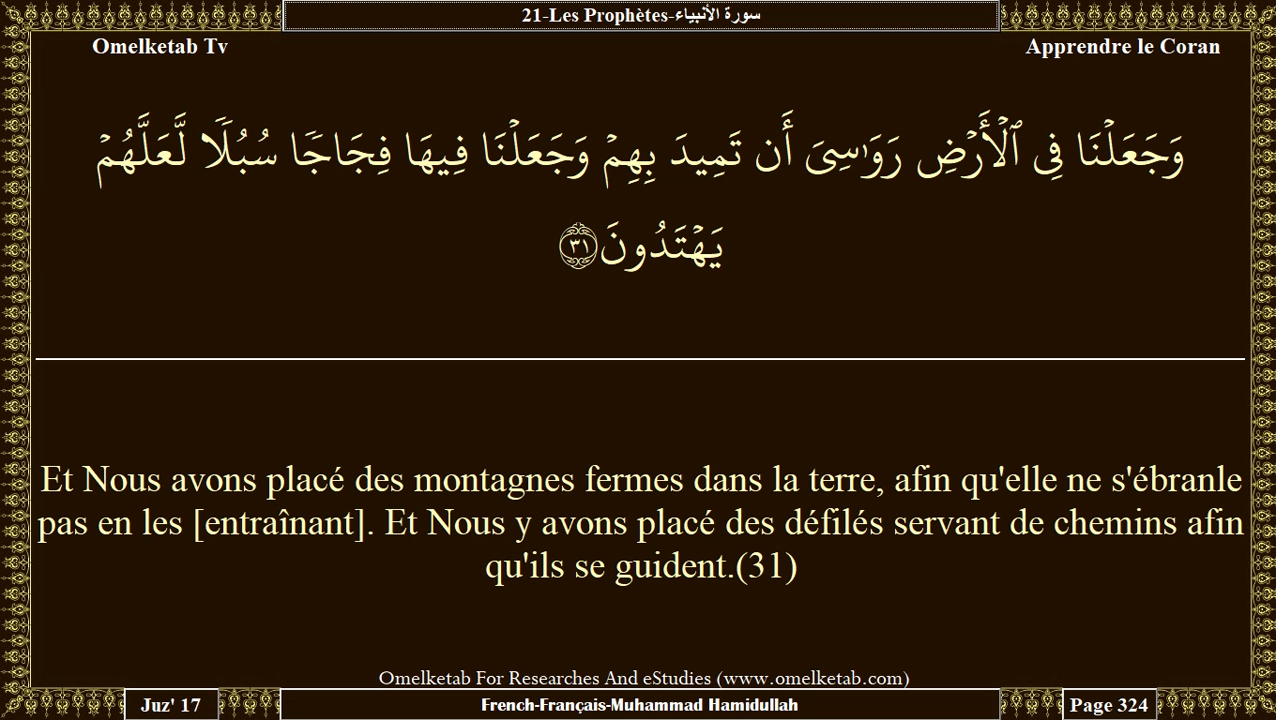 21-Les Prophètes-سورة الأنبياء
Omelketab Tv
Apprendre le Coran
وَجَعَلۡنَا فِي ٱلۡأَرۡضِ رَوَٰسِيَ أَن تَمِيدَ بِهِمۡ وَجَعَلۡنَا فِيهَا فِجَاجٗا سُبُلٗا لَّعَلَّهُمۡ
يَهۡتَدُونَ ٣١
Et Nous avons placé des montagnes fermes dans la terre, afin qu'elle ne s'ébranle
pas en les [entraînant]. Et Nous y avons placé des défilés servant de chemins afin
qu'ils se guident.(31)
Omelketab For Researches And eStudies (www.omelketab.com)
Juz' 17
French-Français-Muhammad Hamidullah
Page 324